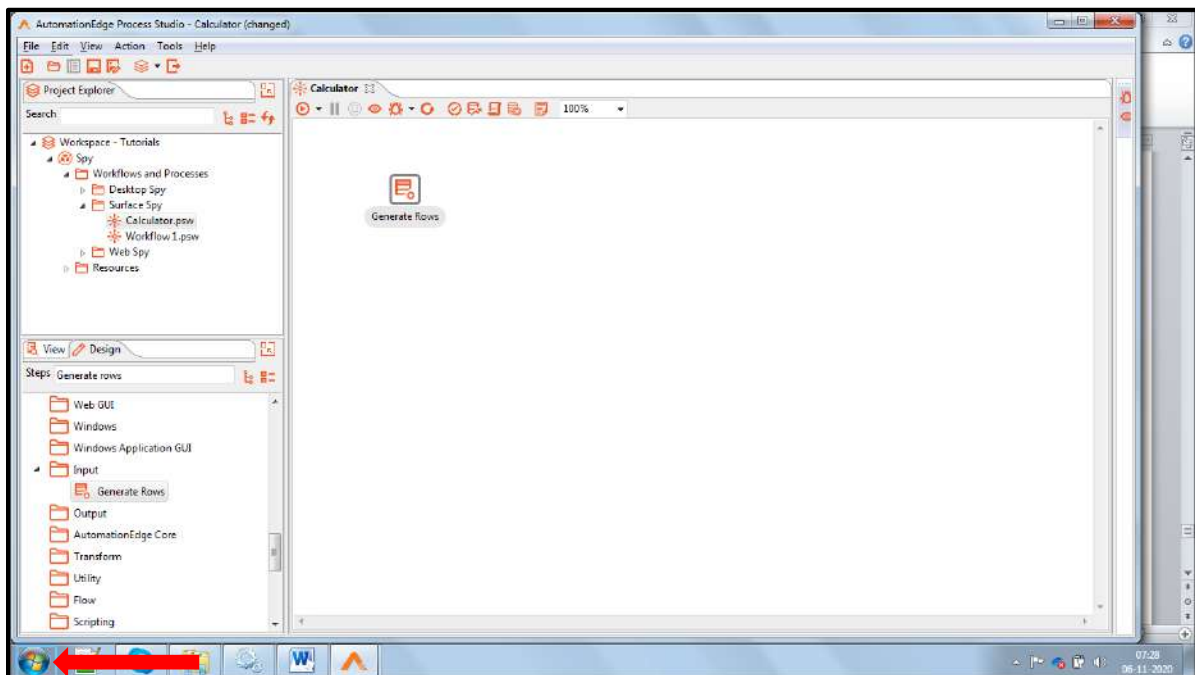 AutomationEdge Process Studio - Calculator (changed)
File Edit View Action Tools Help
Project Explorer
Search
Workspace - Tutorials
Spy
Workflows and Processes
Desktop Spy
Surface Spy
Calculator.psw
Workflow 1.psw
Web Spy
Resources
View Design
Steps Generate rows
Web GUI
Windows
Windows Application GUI
Input
Generate Rows
Output
AutomationEdge Core
Transform
Utility
Flow
Scripting
Calculator
100%
Generate Rows
07:28
06-11-2020